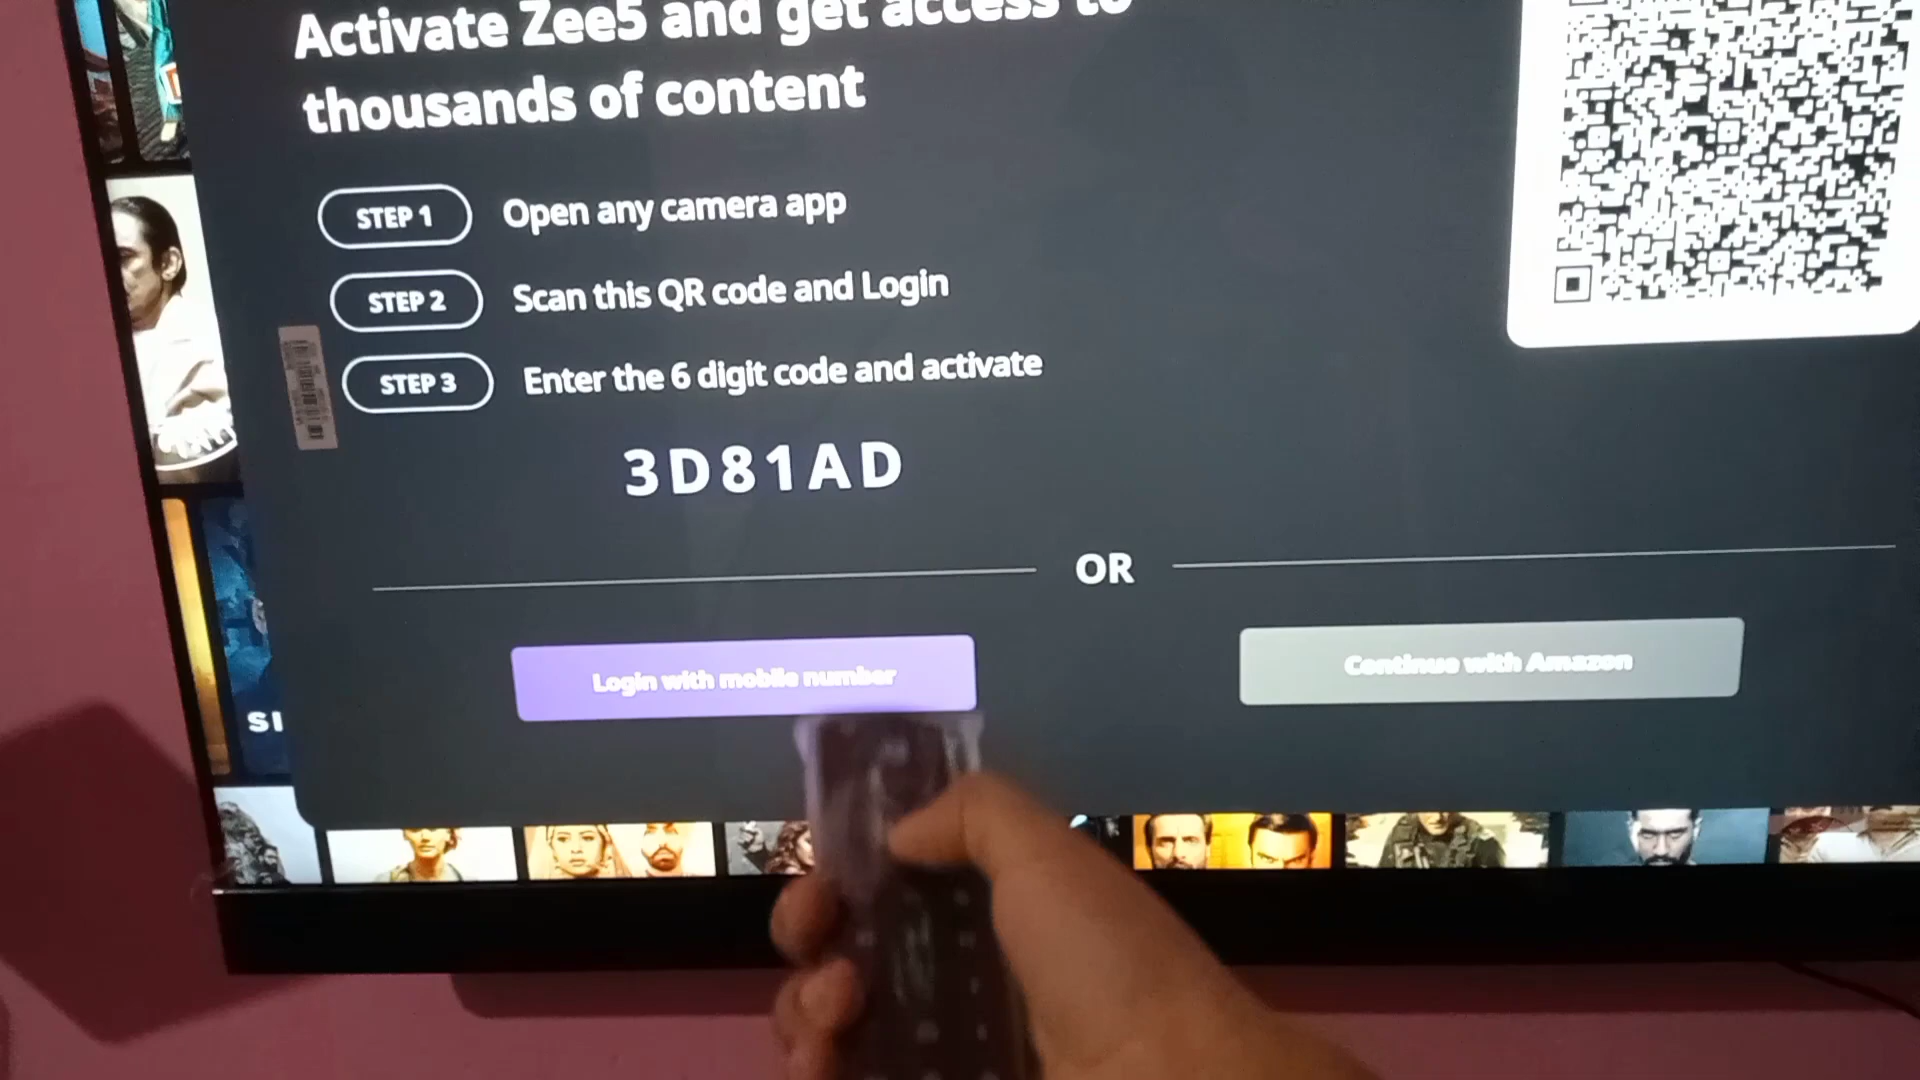 Activate Zee5 and get access to
thousands of content
STEP 1 Open any camera app
STEP 2 Scan this QR code and Login
STEP 3 Enter the 6 digit code and activate
3D81AD
OR
Login with mobile number
Continue with Amazon
SI